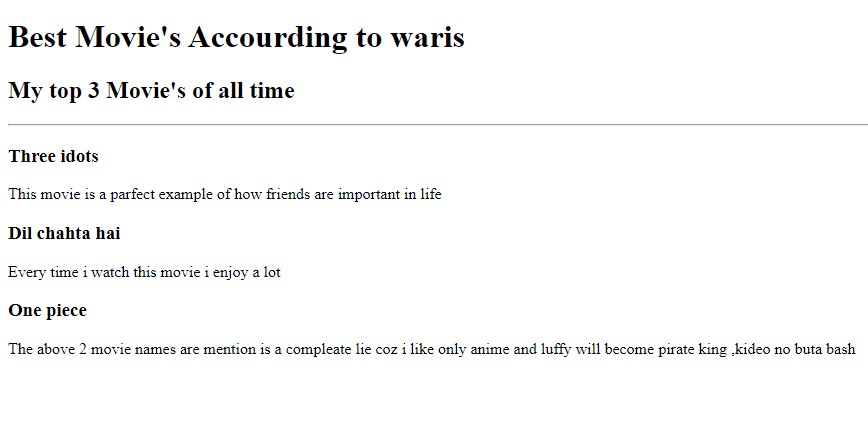 Best Movie's Accourding to waris
My top 3 Movie's of all time
Three idots
This movie is a parfect example of how friends are important in life
Dil chahta hai
Every time i watch this movie i enjoy a lot
One piece
The above 2 movie names are mention is a compleate lie coz i like only anime and luffy will become pirate king ,kideo no buta bash